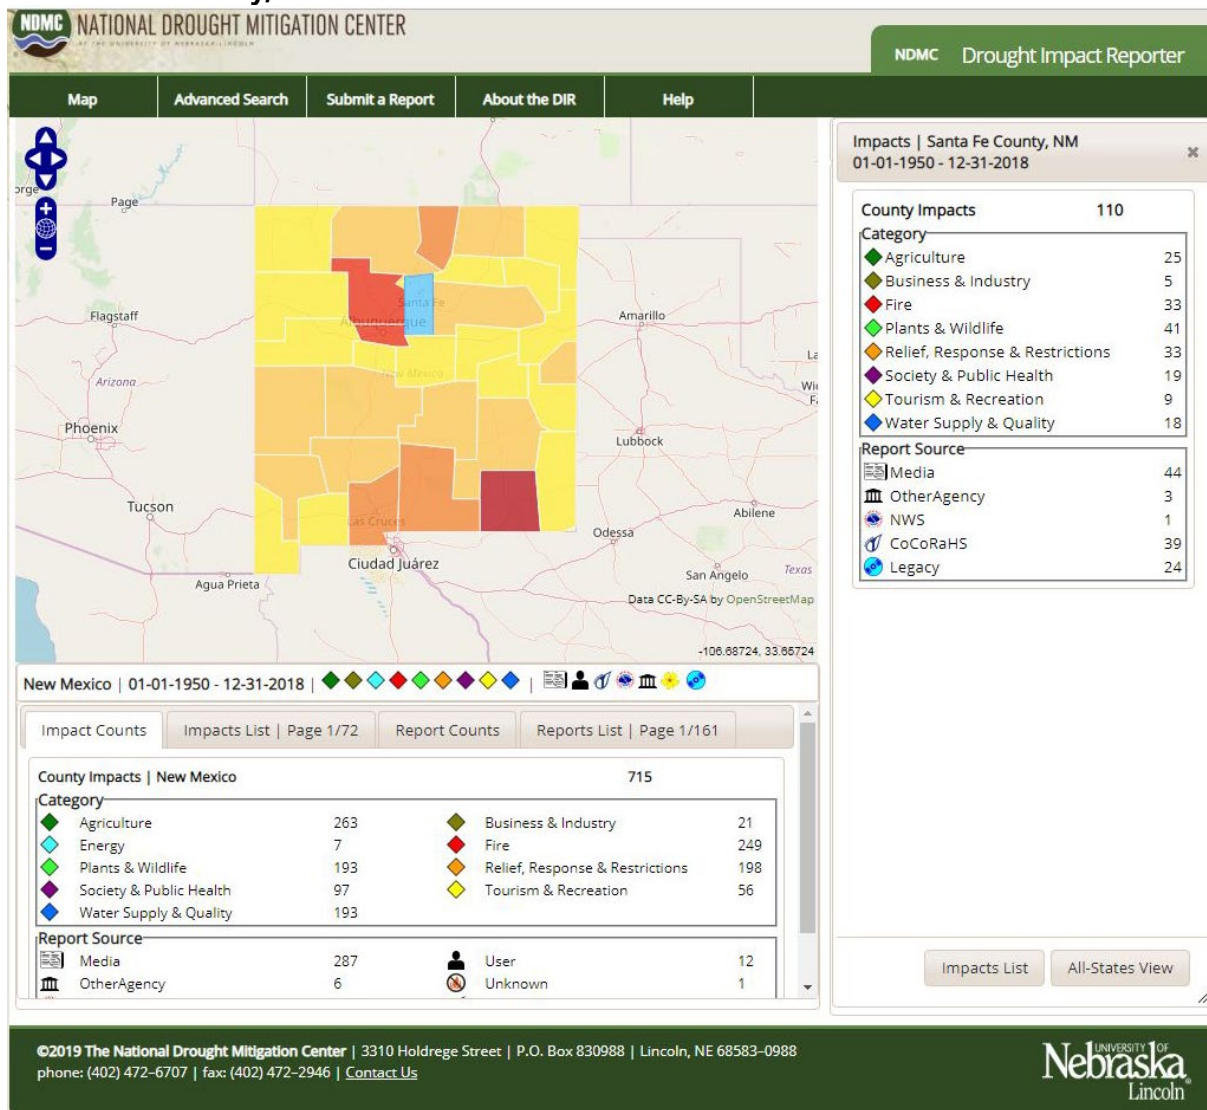 NDMC NATIONAL DROUGHT MITIGATION CENTER
AT THE UNIVERSITY OF NEBRASKA-LINCOLN
NDMC Drought Impact Reporter
Map Advanced Search Submit a Report About the DIR Help
Page
Flagstaff
Arizona
Phoenix
Tucson
Agua Prieta
Santa Fe
Albuquerque
New Mexico
Las Cruces
Ciudad Juárez
Amarillo
Lubbock
Abilene
Odessa
San Angelo
Texas
Data CC-By-SA by OpenStreetMap
-106.68724, 33.65724
Impacts | Santa Fe County, NM
01-01-1950 - 12-31-2018
County Impacts 110
Category
Agriculture 25
Business & Industry 5
Fire 33
Plants & Wildlife 41
Relief, Response & Restrictions 33
Society & Public Health 19
Tourism & Recreation 9
Water Supply & Quality 18
Report Source
Media 44
OtherAgency 3
NWS 1
CoCoRaHS 39
Legacy 24
Impacts List All-States View
New Mexico | 01-01-1950 - 12-31-2018 | |
Impact Counts Impacts List | Page 1/72 Report Counts Reports List | Page 1/161
County Impacts | New Mexico 715
Category
Agriculture 263 Business & Industry 21
Energy 7 Fire 249
Plants & Wildlife 193 Relief, Response & Restrictions 198
Society & Public Health 97 Tourism & Recreation 56
Water Supply & Quality 193
Report Source
Media 287 User 12
OtherAgency 6 Unknown 1
©2019 The National Drought Mitigation Center | 3310 Holdrege Street | P.O. Box 830988 | Lincoln, NE 68583–0988
phone: (402) 472–6707 | fax: (402) 472–2946 | Contact Us
UNIVERSITY OF
Nebraska
Lincoln